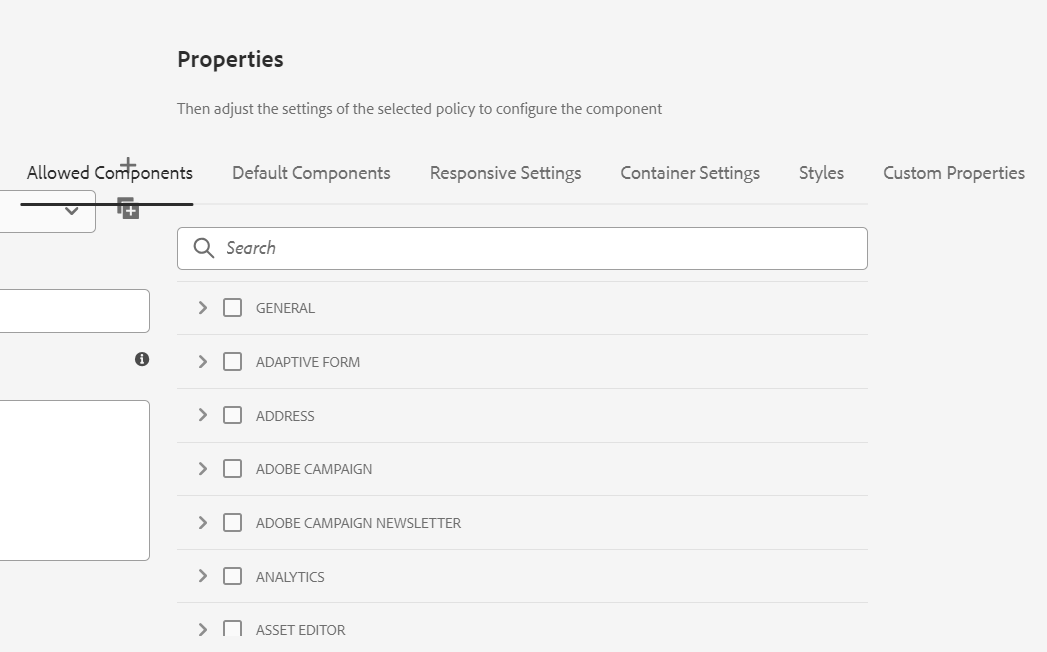 Properties
Then adjust the settings of the selected policy to configure the component
Allowed Components Default Components Responsive Settings Container Settings Styles Custom Properties
Search
GENERAL
ADAPTIVE FORM
ADDRESS
ADOBE CAMPAIGN
ADOBE CAMPAIGN NEWSLETTER
ANALYTICS
ASSET EDITOR